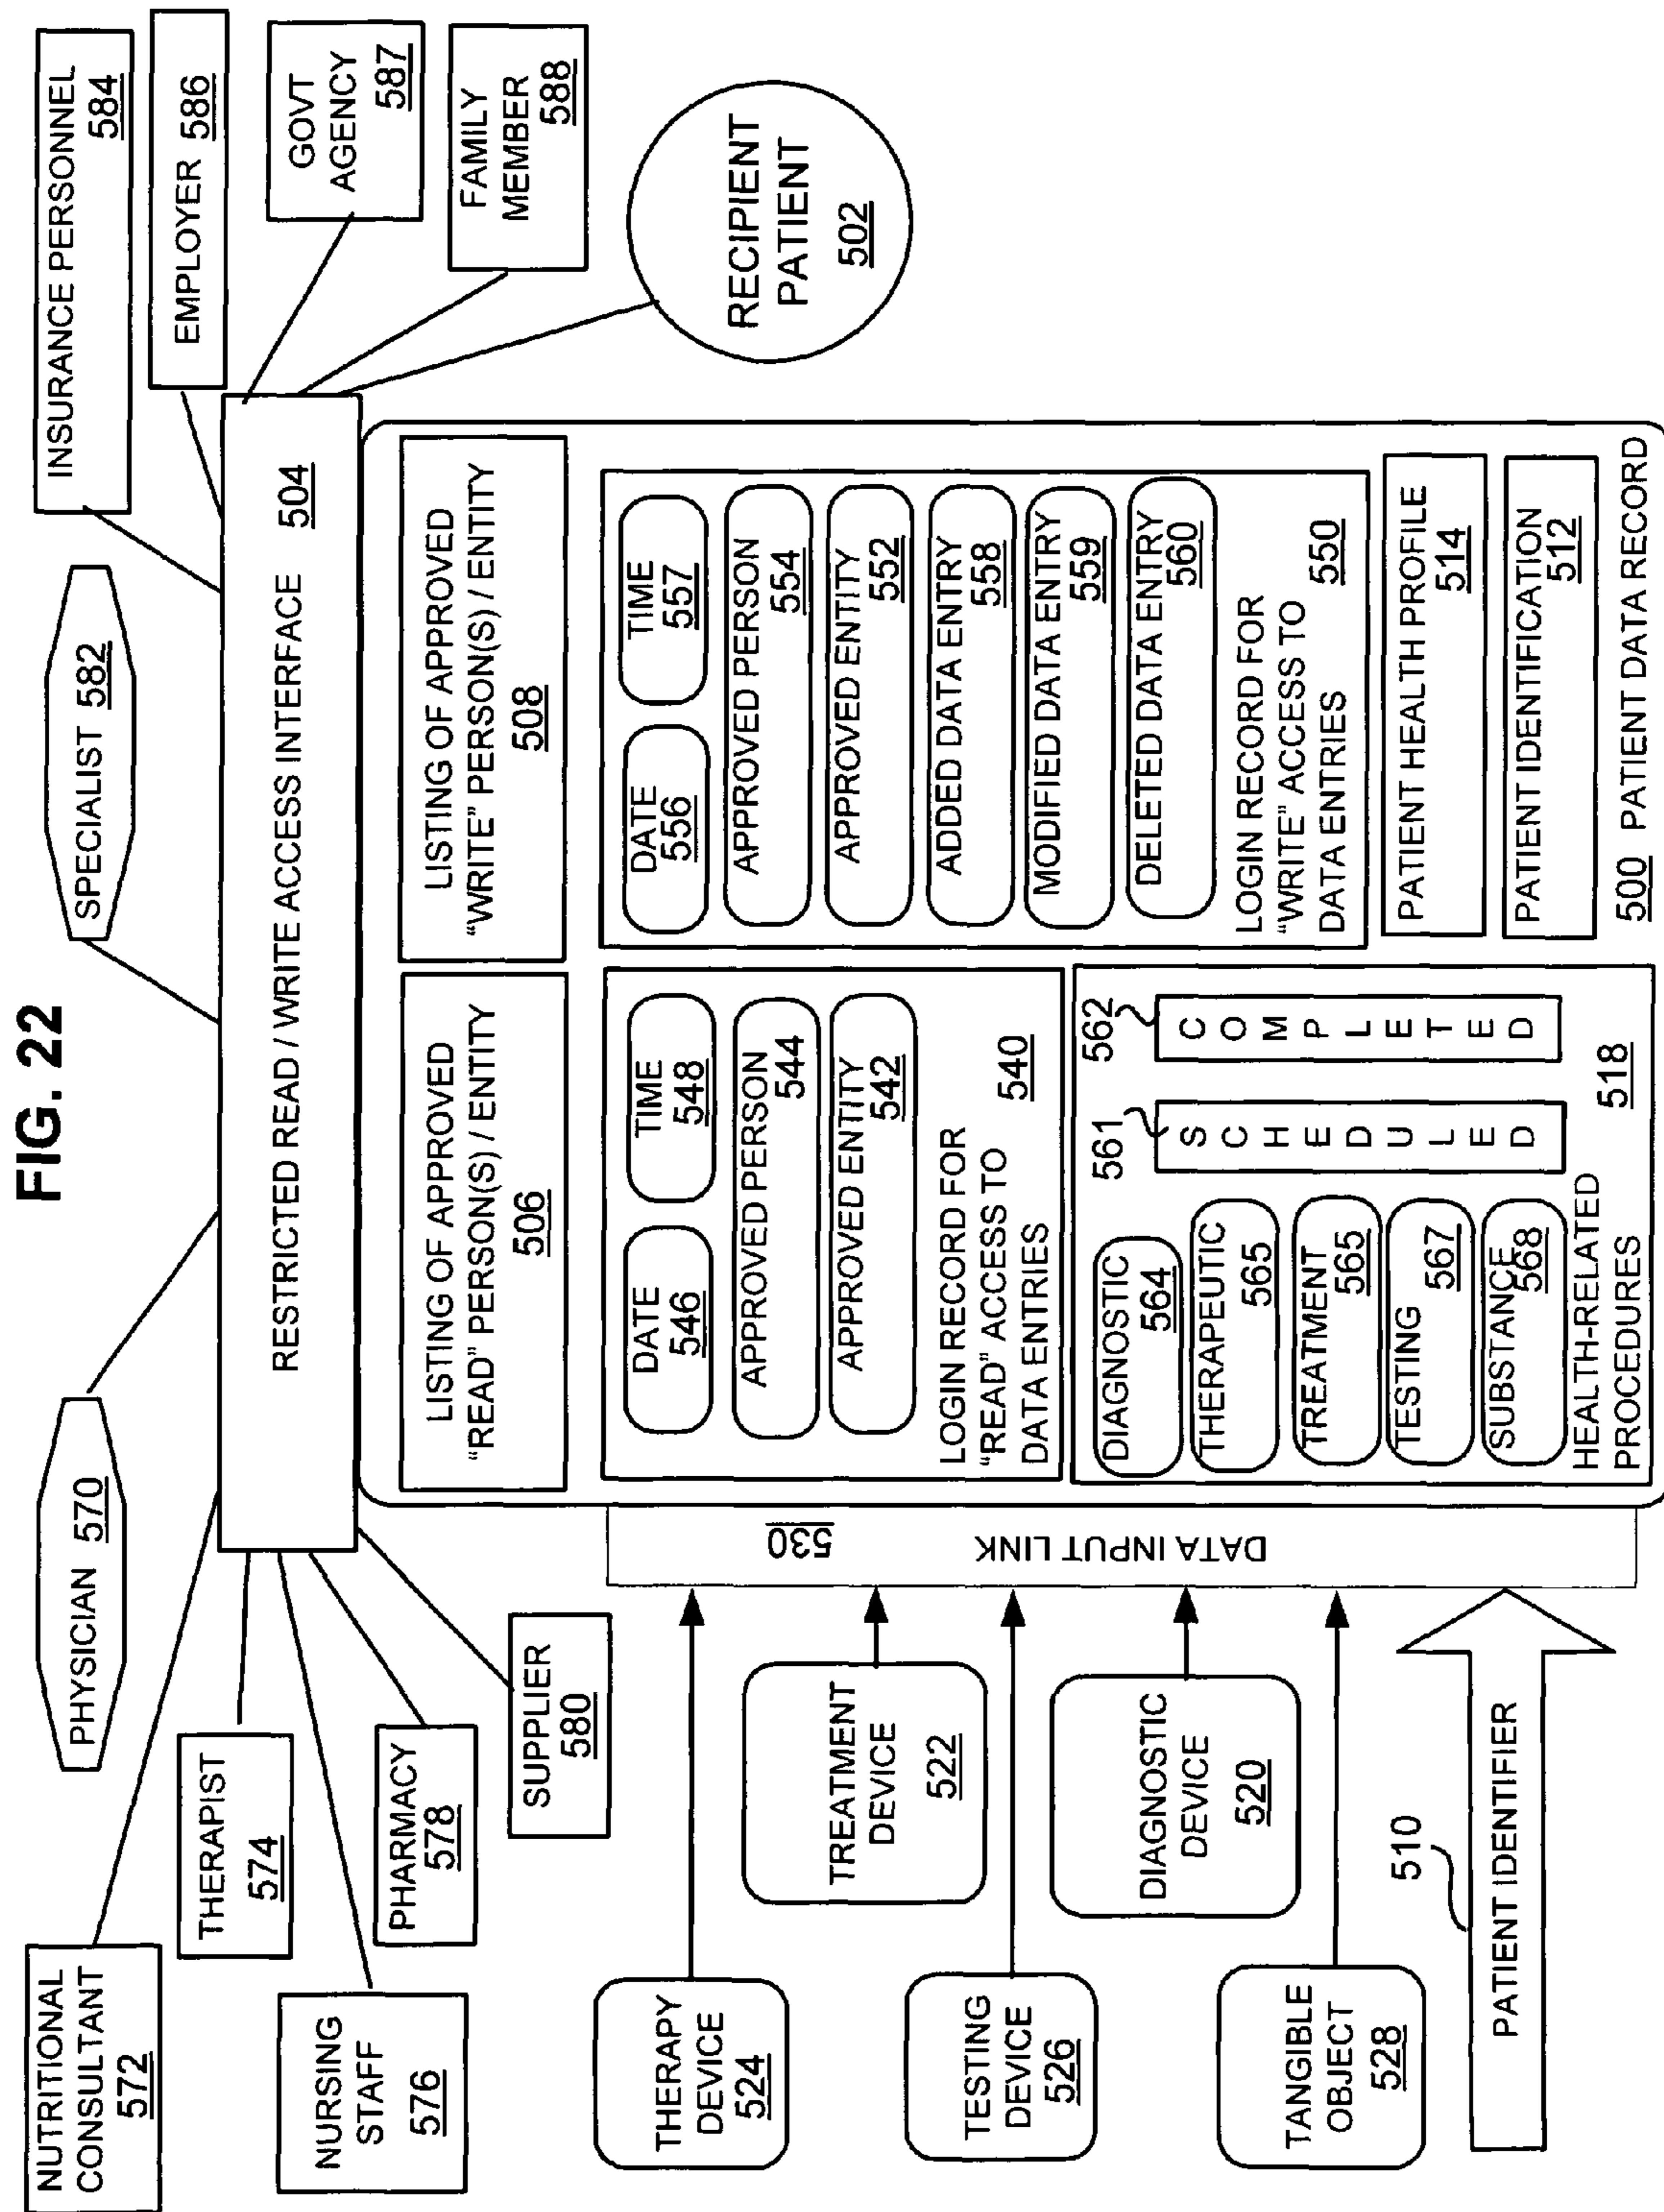 FIG. 22
NUTRITIONAL
CONSULTANT
572
PHYSICIAN 570
SPECIALIST 582
INSURANCE PERSONNEL
584
THERAPIST
574
EMPLOYER 586
NURSING
STAFF
576
PHARMACY
578
SUPPLIER
580
GOVT
AGENCY
587
FAMILY
MEMBER
588
RECIPIENT
PATIENT
502
RESTRICTED READ / WRITE ACCESS INTERFACE 504
LISTING OF APPROVED
"READ" PERSON(S) / ENTITY
506
LISTING OF APPROVED
"WRITE" PERSON(S) / ENTITY
508
THERAPY
DEVICE
524
TREATMENT
DEVICE
522
TESTING
DEVICE
526
DIAGNOSTIC
DEVICE
520
TANGIBLE
OBJECT
528
510
PATIENT IDENTIFIER
DATA INPUT LINK
530
DATE
546
TIME
548
APPROVED PERSON
544
APPROVED ENTITY
542
LOGIN RECORD FOR
"READ" ACCESS TO
DATA ENTRIES
540
DIAGNOSTIC
564
THERAPEUTIC
565
TREATMENT
565
TESTING
567
SUBSTANCE
568
561
SCHEDULED
562
COMPLETED
HEALTH-RELATED
PROCEDURES
518
DATE
556
TIME
557
APPROVED PERSON
554
APPROVED ENTITY
552
ADDED DATA ENTRY
558
MODIFIED DATA ENTRY
559
DELETED DATA ENTRY
560
LOGIN RECORD FOR
"WRITE" ACCESS TO
DATA ENTRIES
550
PATIENT HEALTH PROFILE
514
PATIENT IDENTIFICATION
512
500 PATIENT DATA RECORD